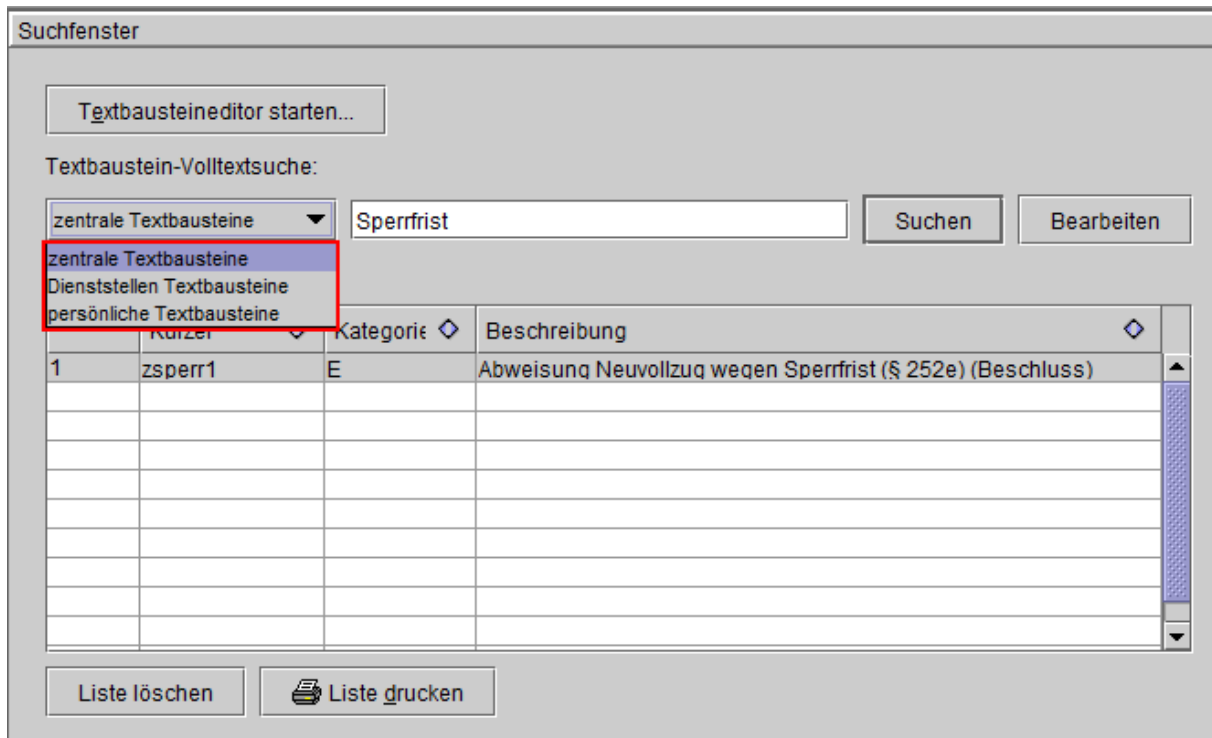 Suchfenster
Textbausteineditor starten...
Textbaustein-Volltextsuche:
zentrale Textbausteine Sperrfrist Suchen Bearbeiten
zentrale Textbausteine
Dienststellen Textbausteine
persönliche Textbausteine
Kürzel Kategorie Beschreibung
1 zsperr1 E Abweisung Neuvollzug wegen Sperrfrist (§ 252e) (Beschluss)
Liste löschen Liste drucken